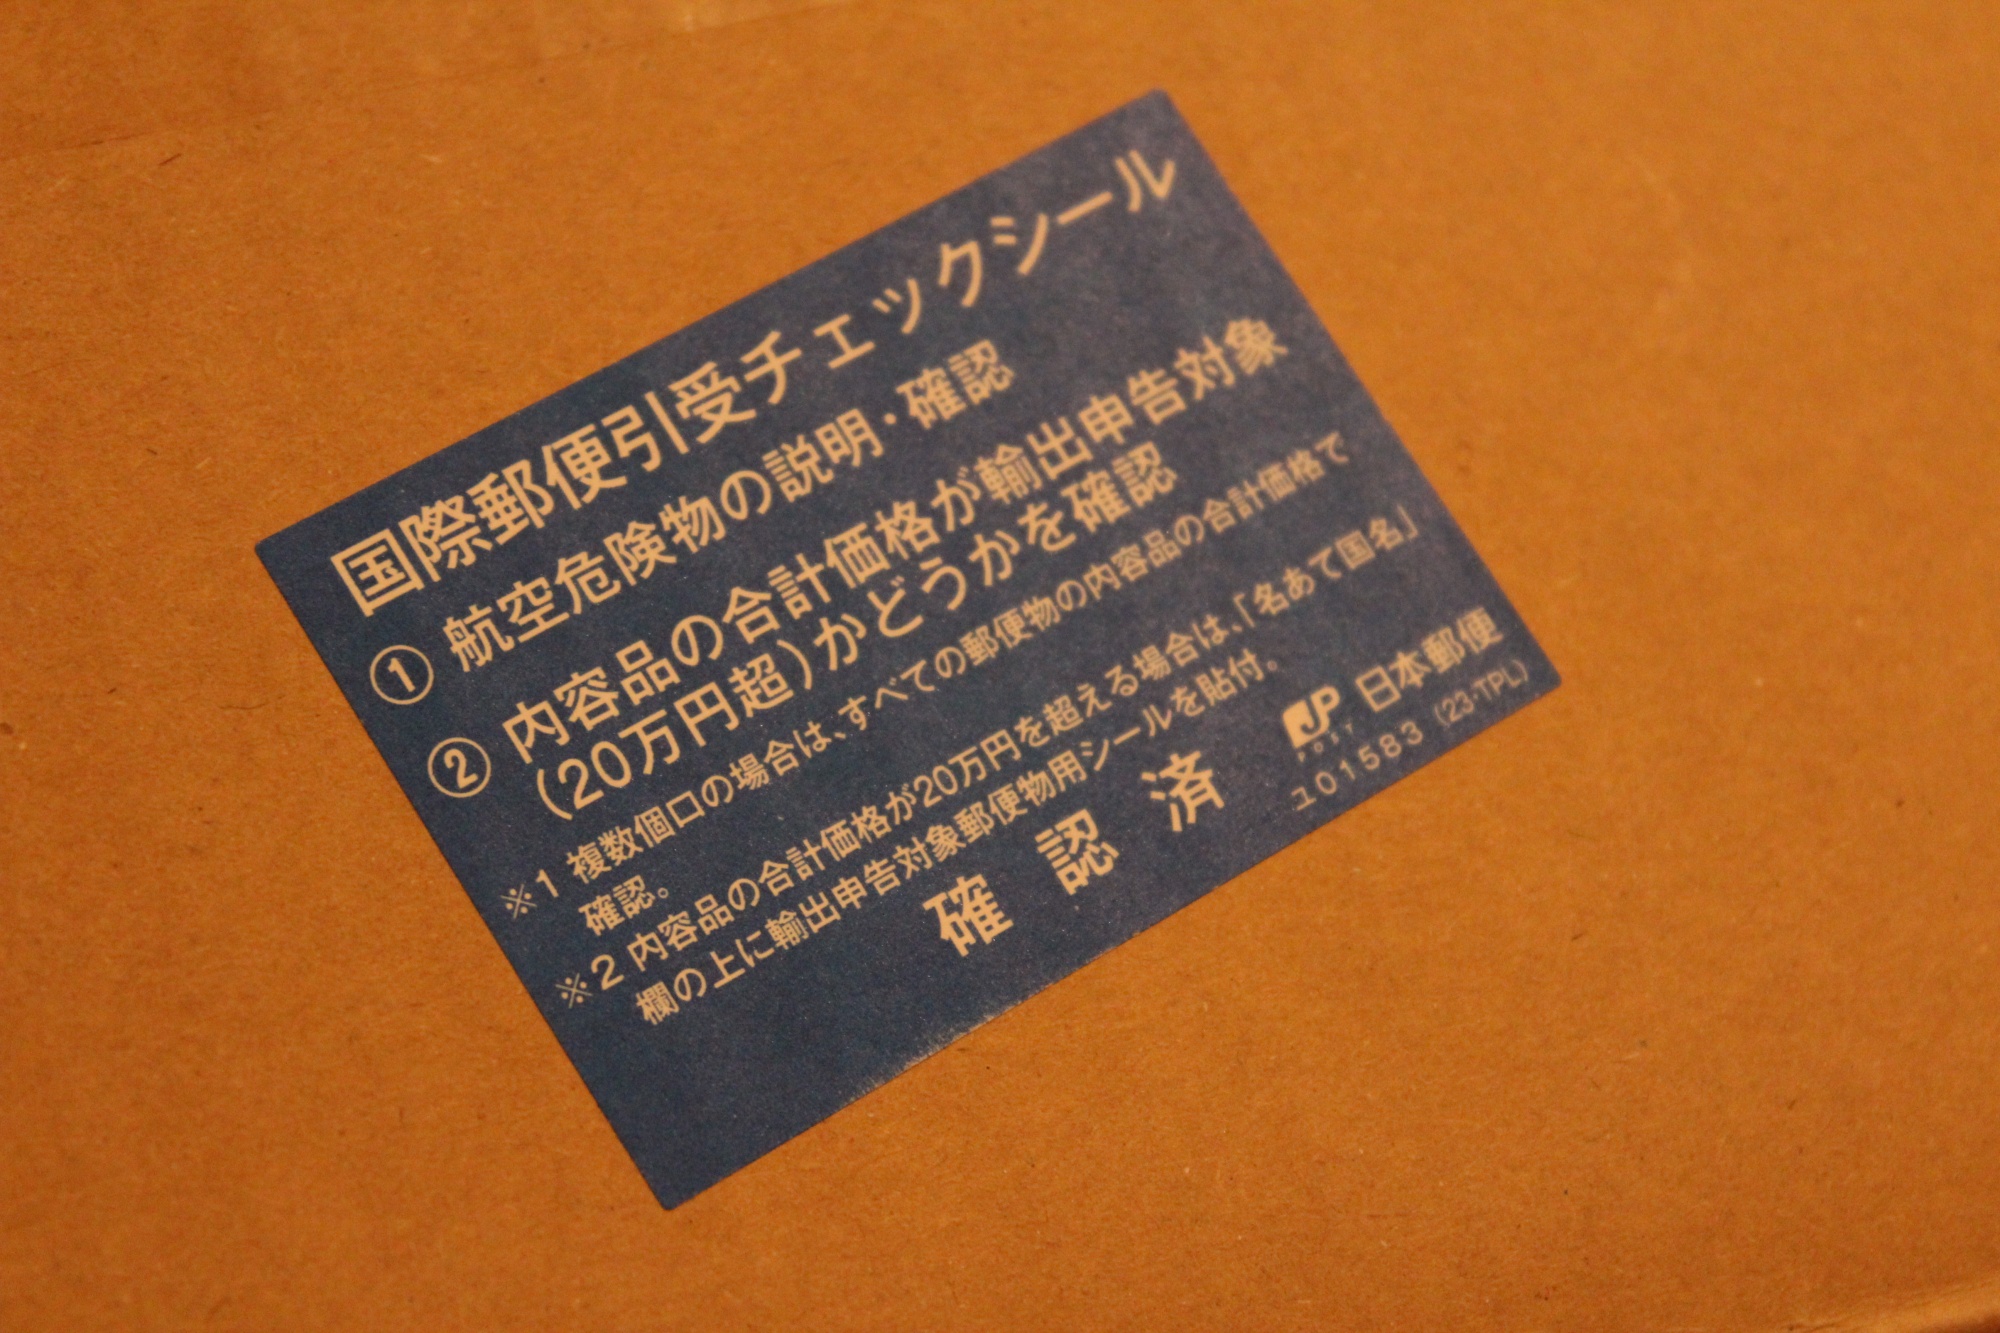 国際郵便引受チェックシール
① 航空危険物の説明・確認
② 内容品の合計価格が輸出申告対象
(20万円超)かどうかを確認
※1 複数個口の場合は、すべての郵便物の内容品の合計価格で
確認。
※2 内容品の合計価格が20万円を超える場合は、「名あて国名」
欄の上に輸出申告対象郵便物用シールを貼付。
確認済
JP POST 日本郵便
ユ01583 (23・TPL)